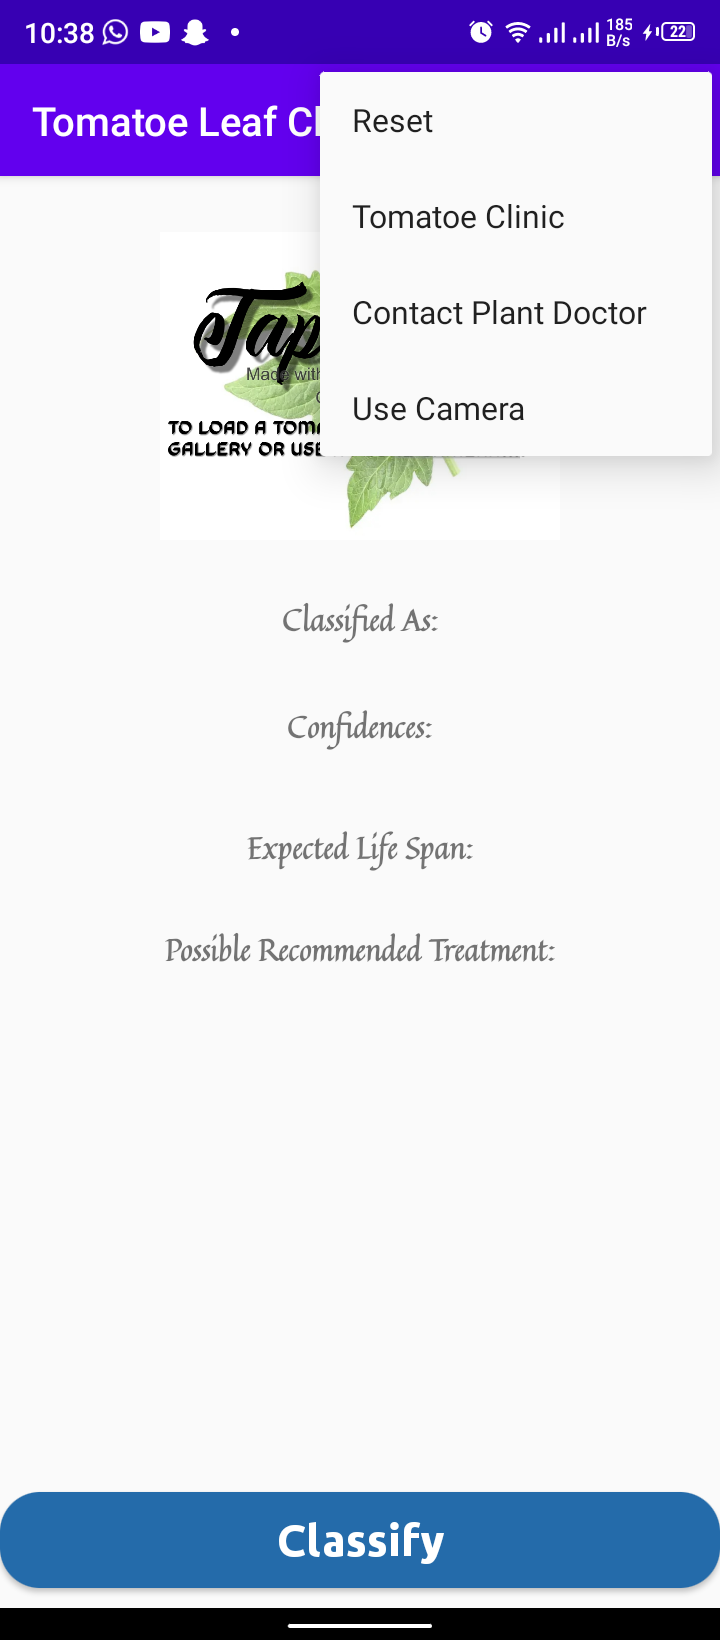 10:38
185
B/s
22
Tomatoe Leaf Cl
Reset
Tomatoe Clinic
Contact Plant Doctor
Use Camera
Tap
Made with
TO LOAD A TOMA
GALLERY OR USE
Classified As:
Confidences:
Expected Life Span:
Possible Recommended Treatment:
Classify